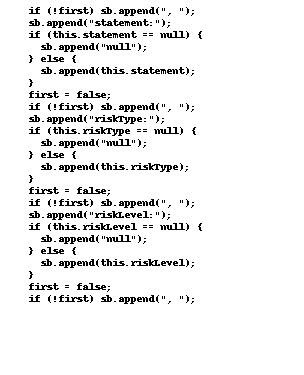 if (!first) sb.append(", ");
sb.append("statement:");
if (this.statement == null) {
sb.append("null");
} else {
sb.append(this.statement);
}
first = false;
if (!first) sb.append(", ");
sb.append("riskType:");
if (this.riskType == null) {
sb.append("null");
} else {
sb.append(this.riskType);
}
first = false;
if (!first) sb.append(", ");
sb.append("riskLevel:");
if (this.riskLevel == null) {
sb.append("null");
} else {
sb.append(this.riskLevel);
}
first = false;
if (!first) sb.append(", ");